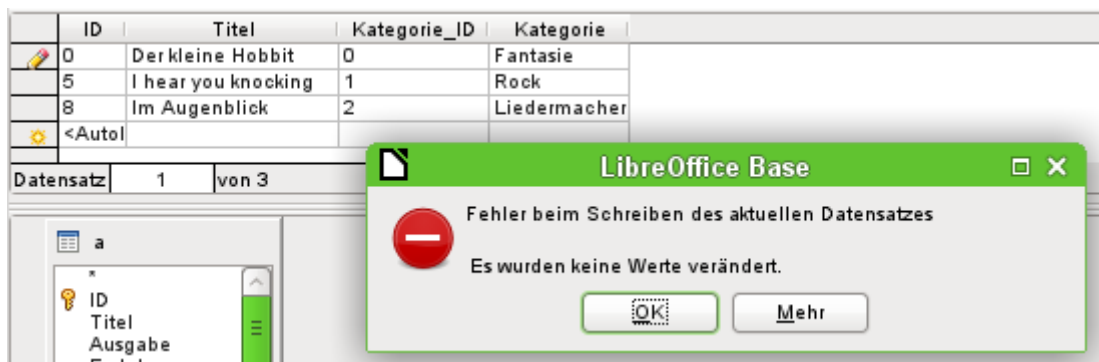 ID Titel Kategorie_ID Kategorie
0 Der kleine Hobbit 0 Fantasie
5 I hear you knocking 1 Rock
8 Im Augenblick 2 Liedermacher
<Autol
Datensatz 1 von 3
LibreOffice Base
Fehler beim Schreiben des aktuellen Datensatzes
Es wurden keine Werte verändert.
OK Mehr
a
*
ID
Titel
Ausgabe